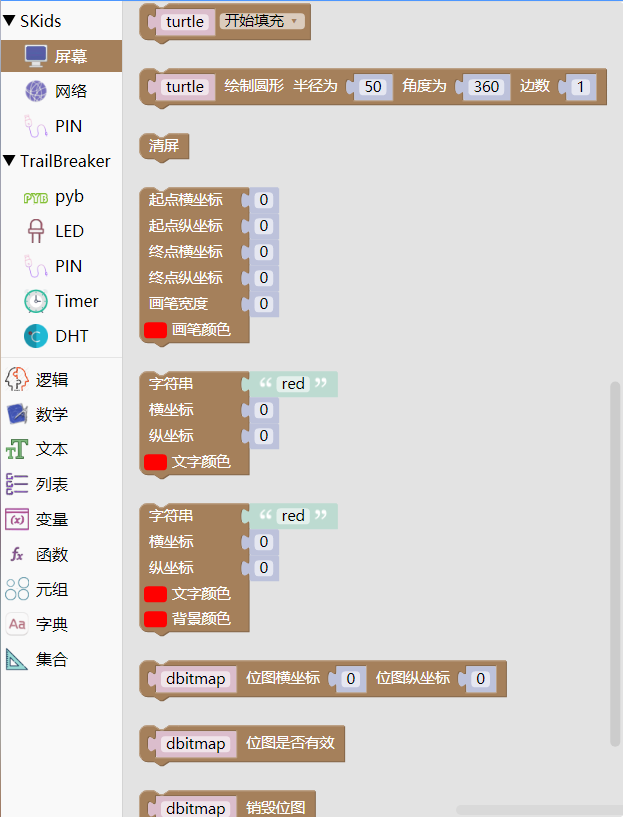 SKids
屏幕
网络
PIN
TrailBreaker
PYB pyb
LED
PIN
Timer
C DHT
逻辑
数学
TT 文本
列表
(x) 变量
fx 函数
元组
Aa 字典
集合
turtle 开始填充
turtle 绘制圆形 半径为 50 角度为 360 边数 1
清屏
起点横坐标 0
起点纵坐标 0
终点横坐标 0
终点纵坐标 0
画笔宽度 0
画笔颜色
字符串 “ red ”
横坐标 0
纵坐标 0
文字颜色
字符串 “ red ”
横坐标 0
纵坐标 0
文字颜色
背景颜色
dbitmap 位图横坐标 0 位图纵坐标 0
dbitmap 位图是否有效
dbitmap 销毁位图